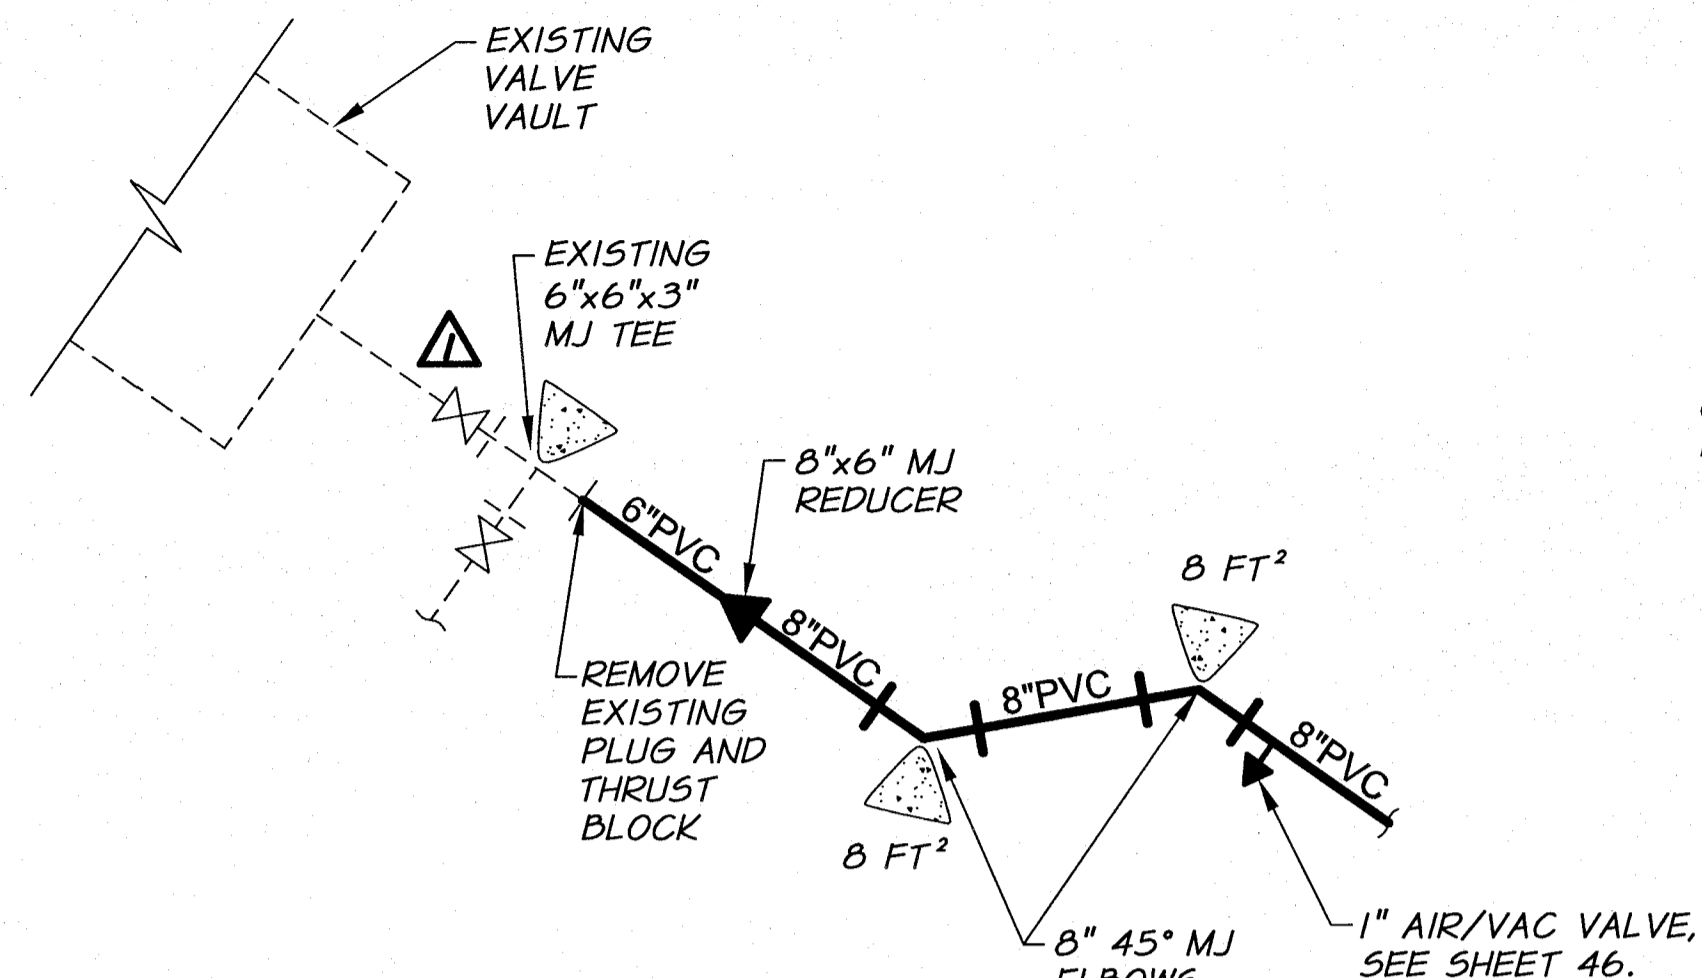 EXISTING
VALVE
VAULT
EXISTING
6"x6"x3"
MJ TEE
1
8"x6" MJ
REDUCER
6"PVC
8"PVC
8"PVC
8"PVC
8 FT²
8 FT²
REMOVE
EXISTING
PLUG AND
THRUST
BLOCK
8" 45° MJ
ELBOWS
1" AIR/VAC VALVE,
SEE SHEET 46.